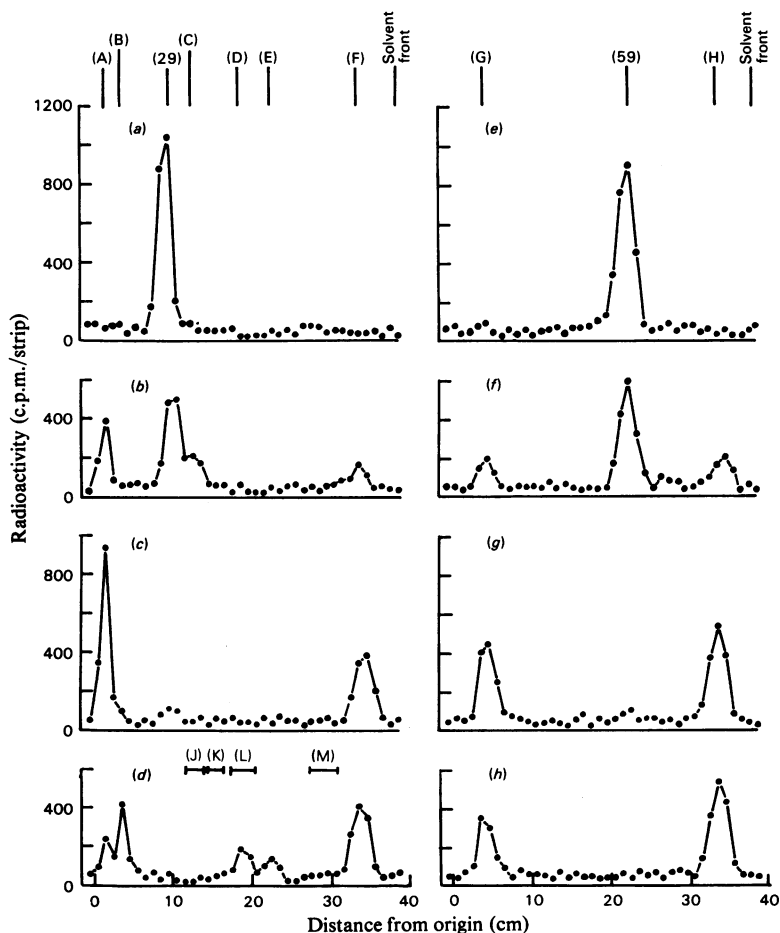 (A) (B) (29) (C) (D) (E) (F) Solvent front
(G) (59) (H) Solvent front
Radioactivity (c.p.m./strip)
1200
800
400
0
(a)
(e)
400
0
(b)
(f)
800
400
0
(c)
(g)
(J) (K) (L) (M)
400
0
(d)
(h)
0 10 20 30 40
0 10 20 30 40
Distance from origin (cm)